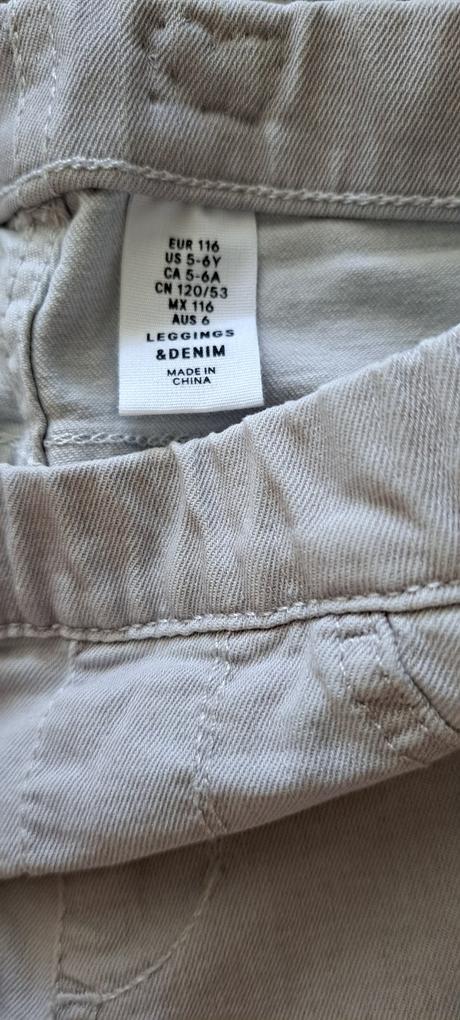 EUR 116
US 5-6Y
CA 5-6A
CN 120/53
MX 116
AUS 6
LEGGINGS
&DENIM
MADE IN
CHINA